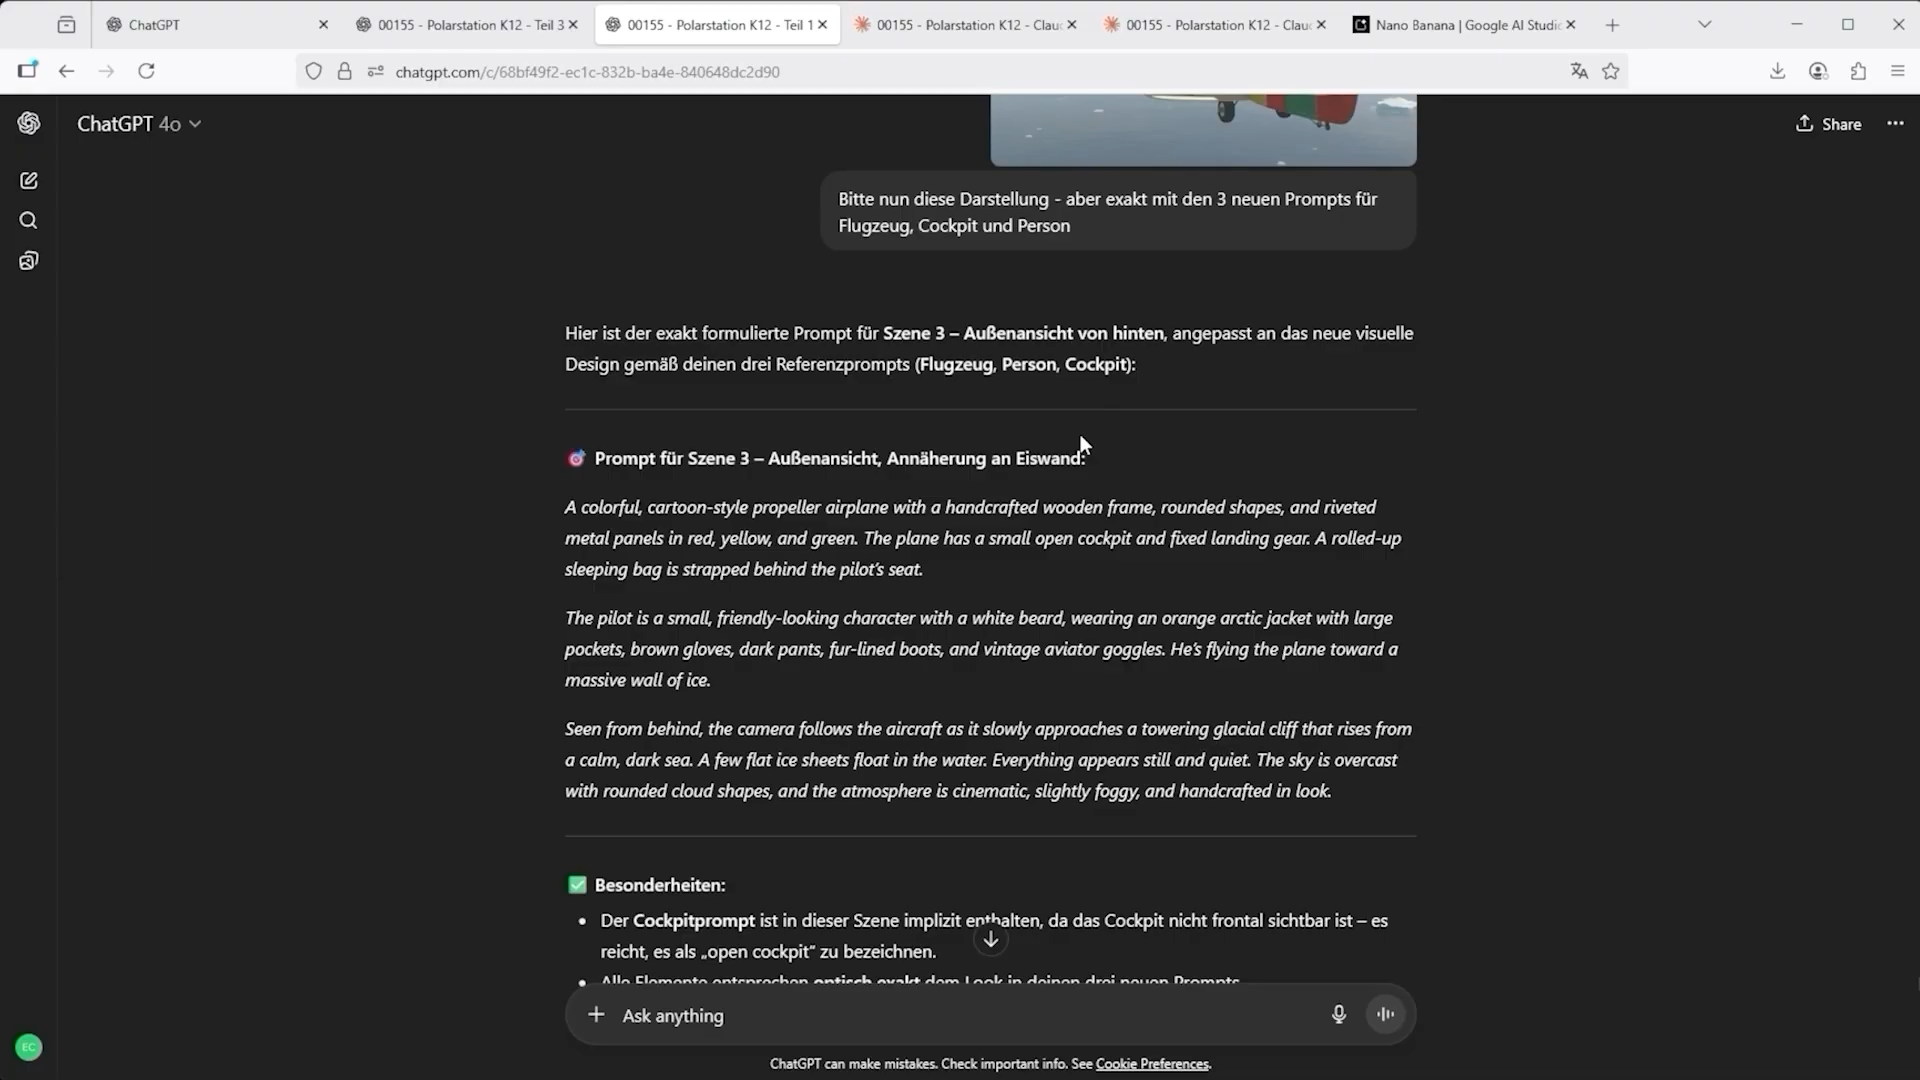 ChatGPT
00155 - Polarstation K12 - Teil 3
00155 - Polarstation K12 - Teil 1
00155 - Polarstation K12 - Clau
00155 - Polarstation K12 - Clau
Nano Banana | Google AI Studi
chatgpt.com/c/68bf49f2-ec1c-832b-ba4e-840648dc2d90
ChatGPT 4o
Share
Bitte nun diese Darstellung - aber exakt mit den 3 neuen Prompts für
Flugzeug, Cockpit und Person
Hier ist der exakt formulierte Prompt für Szene 3 – Außenansicht von hinten, angepasst an das neue visuelle
Design gemäß deinen drei Referenzprompts (Flugzeug, Person, Cockpit):
Prompt für Szene 3 – Außenansicht, Annäherung an Eiswand:
A colorful, cartoon-style propeller airplane with a handcrafted wooden frame, rounded shapes, and riveted
metal panels in red, yellow, and green. The plane has a small open cockpit and fixed landing gear. A rolled-up
sleeping bag is strapped behind the pilot’s seat.
The pilot is a small, friendly-looking character with a white beard, wearing an orange arctic jacket with large
pockets, brown gloves, dark pants, fur-lined boots, and vintage aviator goggles. He’s flying the plane toward a
massive wall of ice.
Seen from behind, the camera follows the aircraft as it slowly approaches a towering glacial cliff that rises from
a calm, dark sea. A few flat ice sheets float in the water. Everything appears still and quiet. The sky is overcast
with rounded cloud shapes, and the atmosphere is cinematic, slightly foggy, and handcrafted in look.
Besonderheiten:
Der Cockpitprompt ist in dieser Szene implizit enthalten, da das Cockpit nicht frontal sichtbar ist – es
reicht, es als „open cockpit“ zu bezeichnen.
Alle Elemente entsprechen optisch exakt dem Look in deinen drei neuen Prompts
Ask anything
EC
ChatGPT can make mistakes. Check important info. See Cookie Preferences.